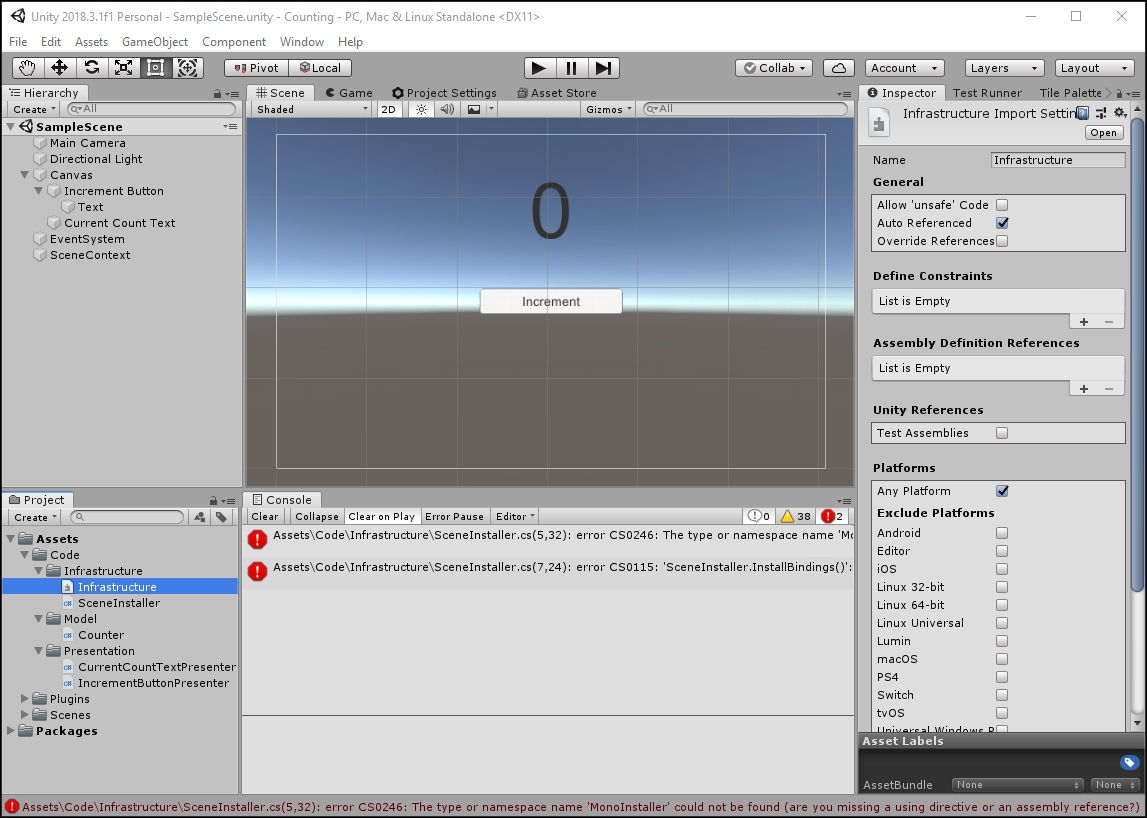 Unity 2018.3.1f1 Personal - SampleScene.unity - Counting - PC, Mac & Linux Standalone <DX11>
File Edit Assets GameObject Component Window Help
Pivot Local Collab Account Layers Layout
Hierarchy
Create All
SampleScene
Main Camera
Directional Light
Canvas
Increment Button
Text
Current Count Text
EventSystem
SceneContext
Scene Game Project Settings Asset Store
Shaded 2D Gizmos All
0
Increment
Inspector Test Runner Tile Palette
Infrastructure Import Settin
Open
Name Infrastructure
General
Allow 'unsafe' Code
Auto Referenced
Override References
Define Constraints
List is Empty
+ −
Assembly Definition References
List is Empty
+ −
Unity References
Test Assemblies
Platforms
Any Platform
Exclude Platforms
Android
Editor
iOS
Linux 32-bit
Linux 64-bit
Linux Universal
Lumin
macOS
PS4
Switch
tvOS
Universal Windows P
Asset Labels
AssetBundle None None
Project
Create
Assets
Code
Infrastructure
Infrastructure
SceneInstaller
Model
Counter
Presentation
CurrentCountTextPresenter
IncrementButtonPresenter
Plugins
Scenes
Packages
Console
Clear Collapse Clear on Play Error Pause Editor 0 38 2
Assets\Code\Infrastructure\SceneInstaller.cs(5,32): error CS0246: The type or namespace name 'Mo
Assets\Code\Infrastructure\SceneInstaller.cs(7,24): error CS0115: 'SceneInstaller.InstallBindings()':
Assets\Code\Infrastructure\SceneInstaller.cs(5,32): error CS0246: The type or namespace name 'MonoInstaller' could not be found (are you missing a using directive or an assembly reference?)